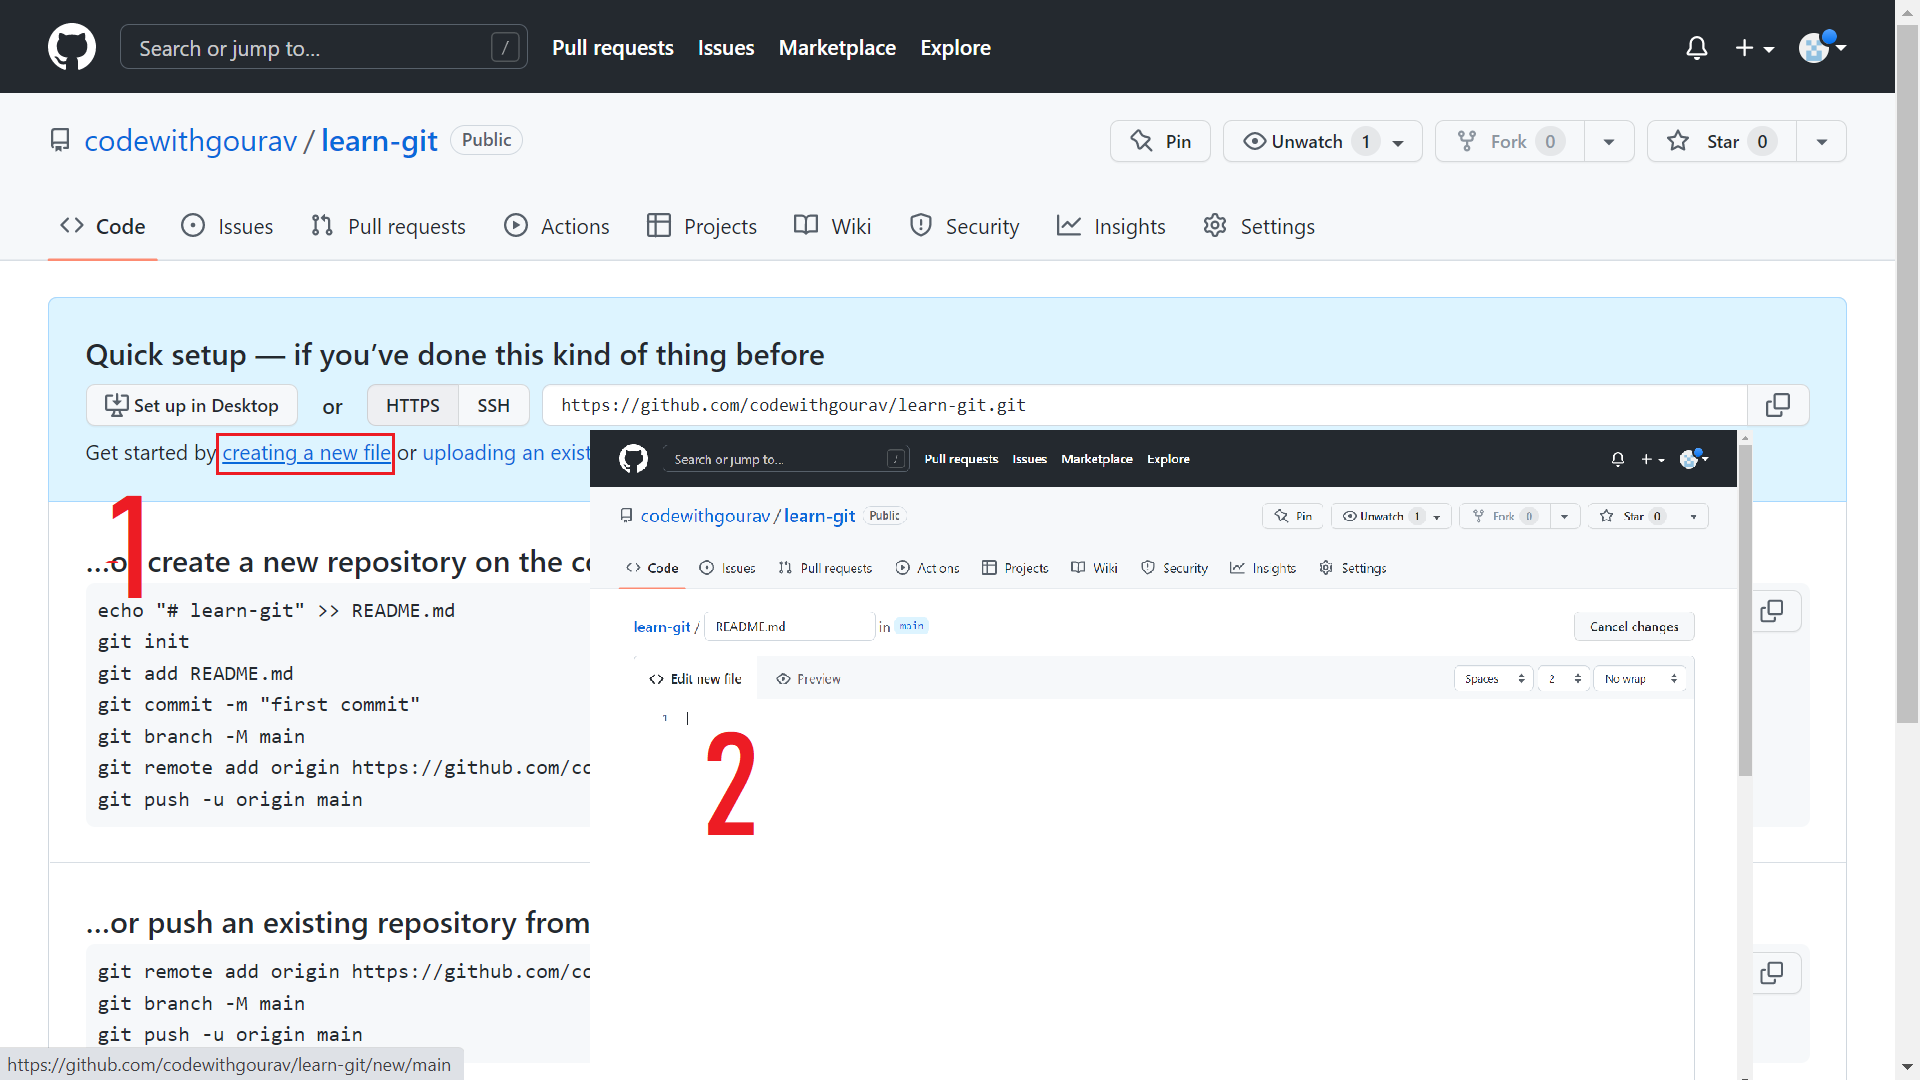 Search or jump to... / Pull requests Issues Marketplace Explore
codewithgourav / learn-git Public Pin Unwatch 1 Fork 0 Star 0
Code Issues Pull requests Actions Projects Wiki Security Insights Settings
Quick setup — if you’ve done this kind of thing before
Set up in Desktop or HTTPS SSH https://github.com/codewithgourav/learn-git.git
Get started by creating a new file or uploading an exist
1
…o create a new repository on the co
echo "# learn-git" >> README.md
git init
git add README.md
git commit -m "first commit"
git branch -M main
git remote add origin https://github.com/co
git push -u origin main
…or push an existing repository from
git remote add origin https://github.com/co
git branch -M main
git push -u origin main
https://github.com/codewithgourav/learn-git/new/main
Search or jump to... / Pull requests Issues Marketplace Explore
codewithgourav / learn-git Public Pin Unwatch 1 Fork 0 Star 0
Code Issues Pull requests Actions Projects Wiki Security Insights Settings
learn-git / README.md in main Cancel changes
Edit new file Preview Spaces 2 No wrap
1
2